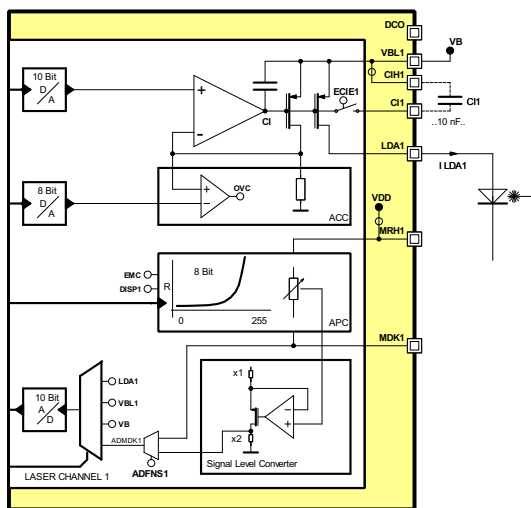 DCO
VBL1
VB
10 Bit
D
A
CIH1
+
ECIE1
CI1
CI1
CI
..10 nF..
-
LDA1
I LDA1
8 Bit
D
A
+
-
OVC
VDD
ACC
MRH1
EMC
DISP1
R
8 Bit
0
255
APC
MDK1
10 Bit
A
D
LDA1
VBL1
VB
ADMDK1
x1
-
+
x2
ADFNS1
Signal Level Converter
LASER CHANNEL 1